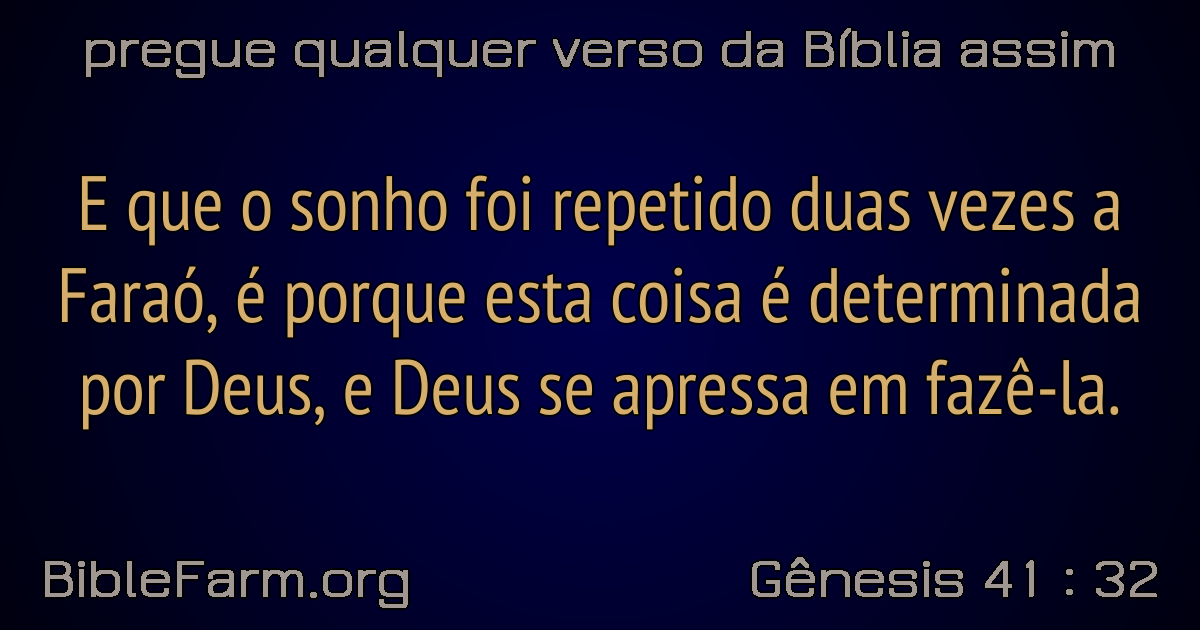 pregue qualquer verso da Bíblia assim
E que o sonho foi repetido duas vezes a
Faraó, é porque esta coisa é determinada
por Deus, e Deus se apressa em fazê-la.
BibleFarm.org
Gênesis 41 : 32